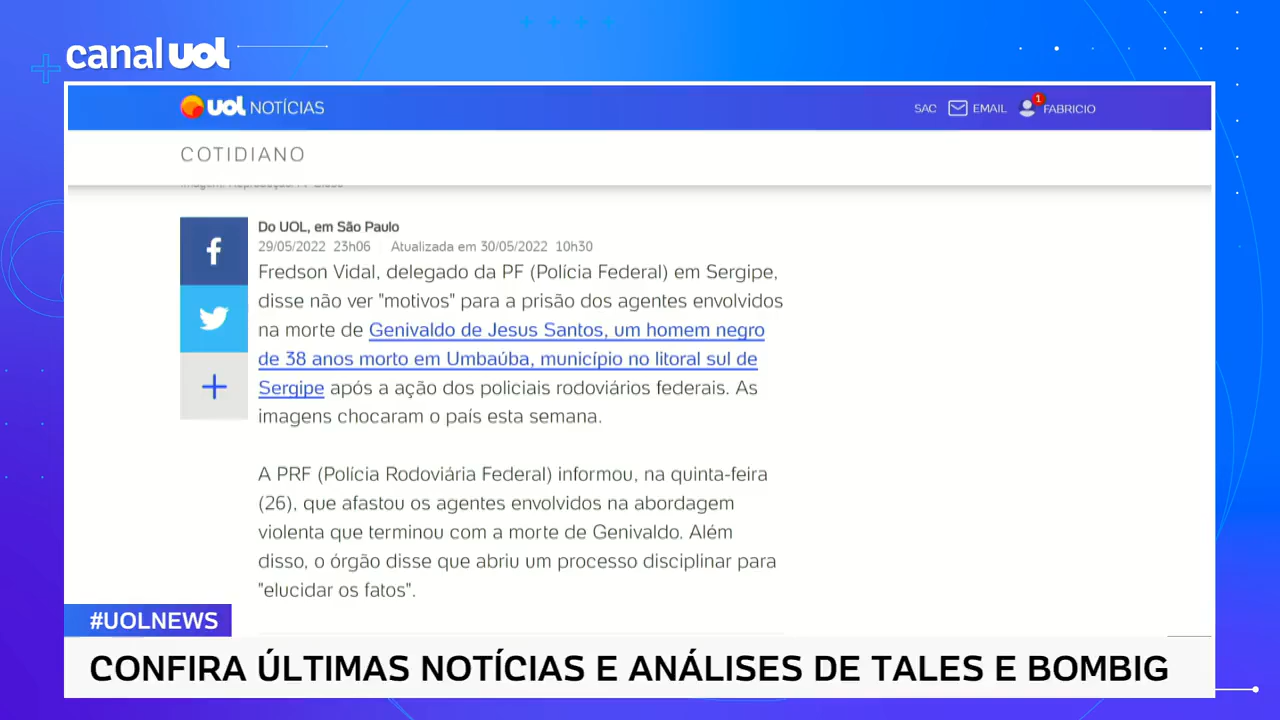 canal uol
uol NOTÍCIAS
SAC EMAIL 1 FABRICIO
COTIDIANO
Do UOL, em São Paulo
29/05/2022 23h06 Atualizada em 30/05/2022 10h30
Fredson Vidal, delegado da PF (Polícia Federal) em Sergipe,
disse não ver "motivos" para a prisão dos agentes envolvidos
na morte de Genivaldo de Jesus Santos, um homem negro
de 38 anos morto em Umbaúba, município no litoral sul de
Sergipe após a ação dos policiais rodoviários federais. As
imagens chocaram o país esta semana.
A PRF (Polícia Rodoviária Federal) informou, na quinta-feira
(26), que afastou os agentes envolvidos na abordagem
violenta que terminou com a morte de Genivaldo. Além
disso, o órgão disse que abriu um processo disciplinar para
"elucidar os fatos".
#UOLNEWS
CONFIRA ÚLTIMAS NOTÍCIAS E ANÁLISES DE TALES E BOMBIG